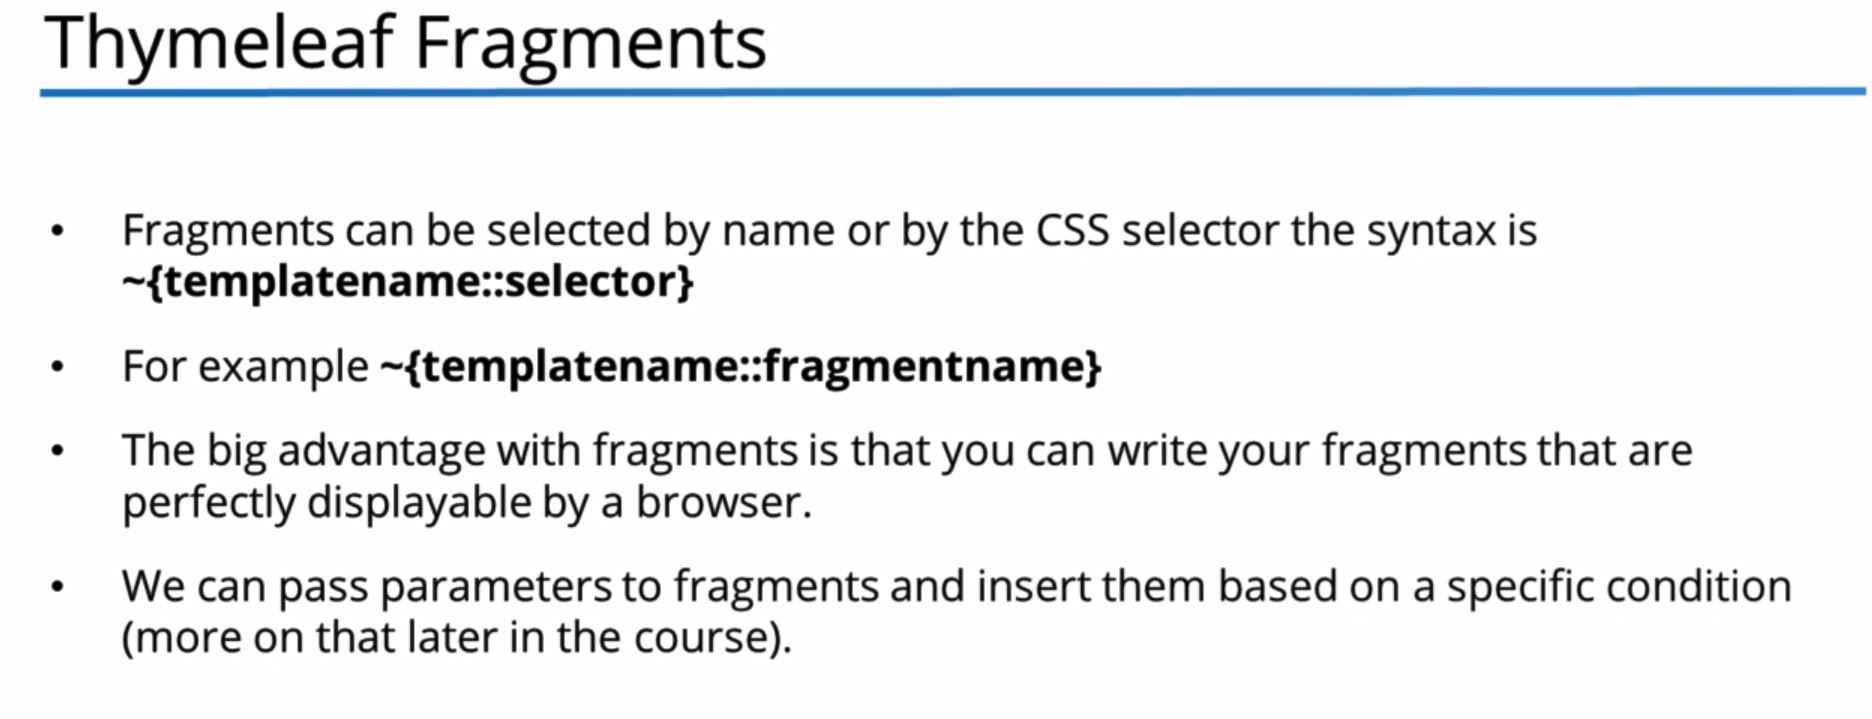 Thymeleaf Fragments
• Fragments can be selected by name or by the CSS selector the syntax is
~{templatename::selector}
• For example ~{templatename::fragmentname}
• The big advantage with fragments is that you can write your fragments that are
perfectly displayable by a browser.
• We can pass parameters to fragments and insert them based on a specific condition
(more on that later in the course).